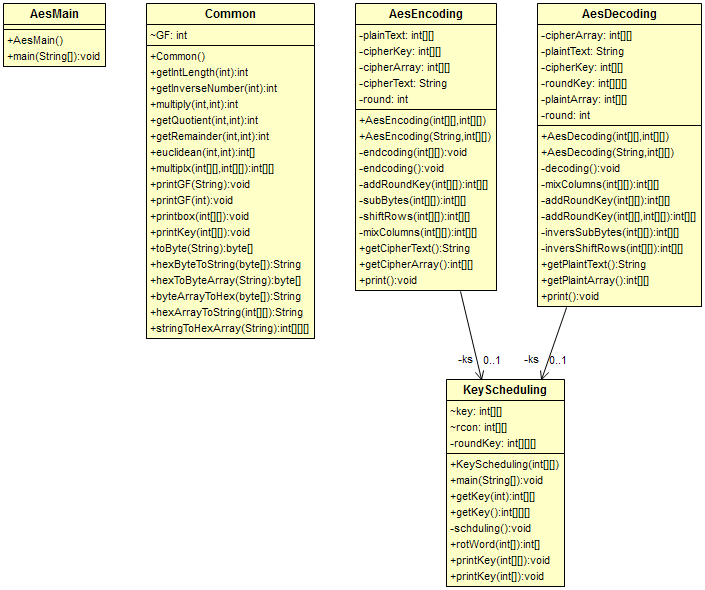 AesMain
+AesMain()
+main(String[]):void
Common
~GF: int
+Common()
+getIntLength(int):int
+getInverseNumber(int):int
+multiply(int,int):int
+getQuotient(int,int):int
+getRemainder(int,int):int
+euclidean(int,int):int[]
+multiplx(int[][],int[][]):int[][]
+printGF(String):void
+printGF(int):void
+printbox(int[][]):void
+printKey(int[][]):void
+toByte(String):byte[]
+hexByteToString(byte[]):String
+hexToByteArray(String):byte[]
+byteArrayToHex(byte[]):String
+hexArrayToString(int[][]):String
+stringToHexArray(String):int[][][]
AesEncoding
-plainText: int[][]
-cipherKey: int[][]
-cipherArray: int[][]
-cipherText: String
-round: int
+AesEncoding(int[][],int[][])
+AesEncoding(String,int[][])
-endcoding(int[][]):void
-endcoding():void
-addRoundKey(int[][]):int[][]
-subBytes(int[][]):int[][]
-shiftRows(int[][]):int[][]
-mixColumns(int[][]):int[][]
+getCipherText():String
+getCipherArray():int[][]
+print():void
AesDecoding
-cipherArray: int[][]
-plaintText: String
-cipherKey: int[][]
-roundKey: int[][][]
-plaintArray: int[][]
-round: int
+AesDecoding(int[][],int[][])
+AesDecoding(String,int[][])
-decoding():void
-mixColumns(int[][]):int[][]
-addRoundKey(int[][]):int[][]
-addRoundKey(int[][],int[][]):int[][]
-inversSubBytes(int[][]):int[][]
-inversShiftRows(int[][]):int[][]
+getPlaintText():String
+getPlaintArray():int[][]
+print():void
-ks 0..1
-ks 0..1
KeyScheduling
~key: int[][]
~rcon: int[][]
-roundKey: int[][][]
+KeyScheduling(int[][])
+main(String[]):void
+getKey(int):int[][]
+getKey():int[][][]
-schduling():void
+rotWord(int[]):int[]
+printKey(int[][]):void
+printKey(int[]):void